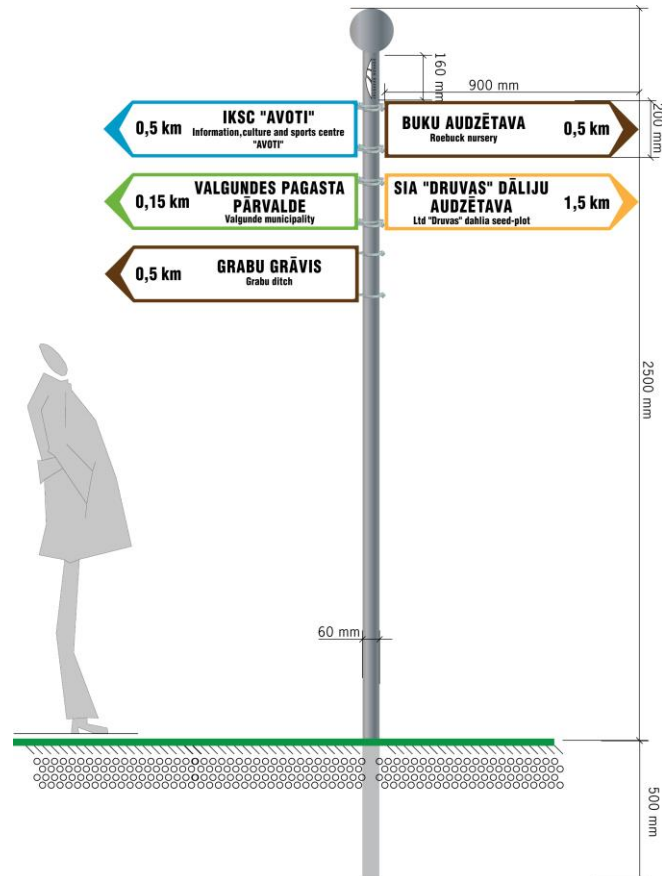 160 mm
900 mm
200 mm
0,5 km
IKSC "AVOTI"
Information,culture and sports centre
"AVOTI"
BUKU AUDZĒTAVA
Roebuck nursery
0,5 km
0,15 km
VALGUNDES PAGASTA
PĀRVALDE
Valgunde municipality
SIA "DRUVAS" DĀLIJU
AUDZĒTAVA
Ltd "Druvas" dahlia seed-plot
1,5 km
0,5 km
GRABU GRĀVIS
Grabu ditch
2500 mm
60 mm
500 mm